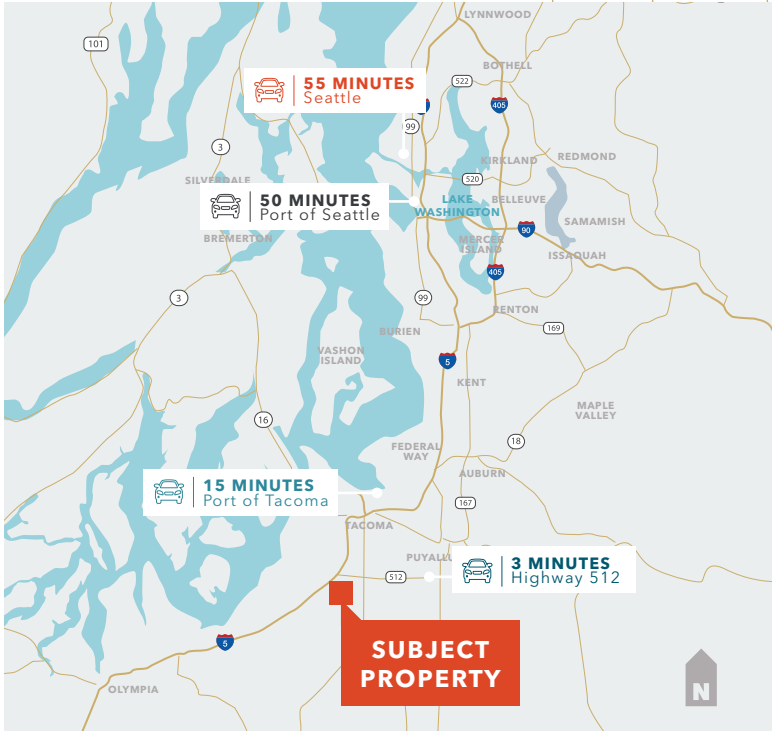 LYNNWOOD
101
BOTHELL
55 MINUTES
Seattle
522
405
99
3
KIRKLAND
REDMOND
SILVERDALE
520
50 MINUTES
Port of Seattle
LAKE
WASHINGTON
BELLEUVE
SAMAMISH
90
BREMERTON
MERCER
ISLAND
ISSAQUAH
405
3
99
RENTON
169
BURIEN
VASHON
ISLAND
5
KENT
MAPLE
VALLEY
16
18
FEDERAL
WAY
AUBURN
15 MINUTES
Port of Tacoma
167
TACOMA
PUYALLU
3 MINUTES
Highway 512
512
SUBJECT
PROPERTY
5
OLYMPIA
N